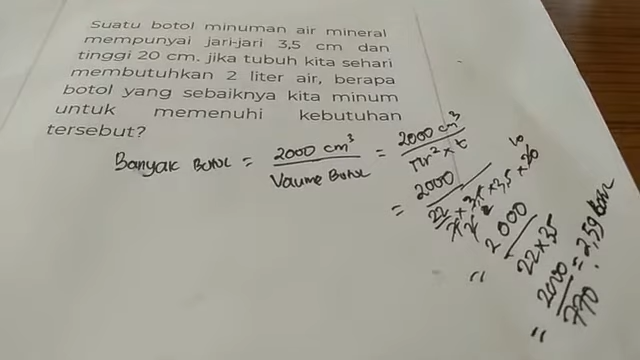 Suatu botol minuman air mineral
mempunyai jari-jari 3,5 cm dan
tinggi 20 cm. jika tubuh kita sehari
membutuhkan 2 liter air, berapa
botol yang sebaiknya kita minum
untuk memenuhi kebutuhan
tersebut?
Banyak Botol = 2000 cm³ / Volume Botol = 2000 cm³ / πr² × t
= 2000 / 22/7 × 3,5 × 3,5 × 20
= 2000 / 22 × 35
= 2000 / 770 = 2,59 botol